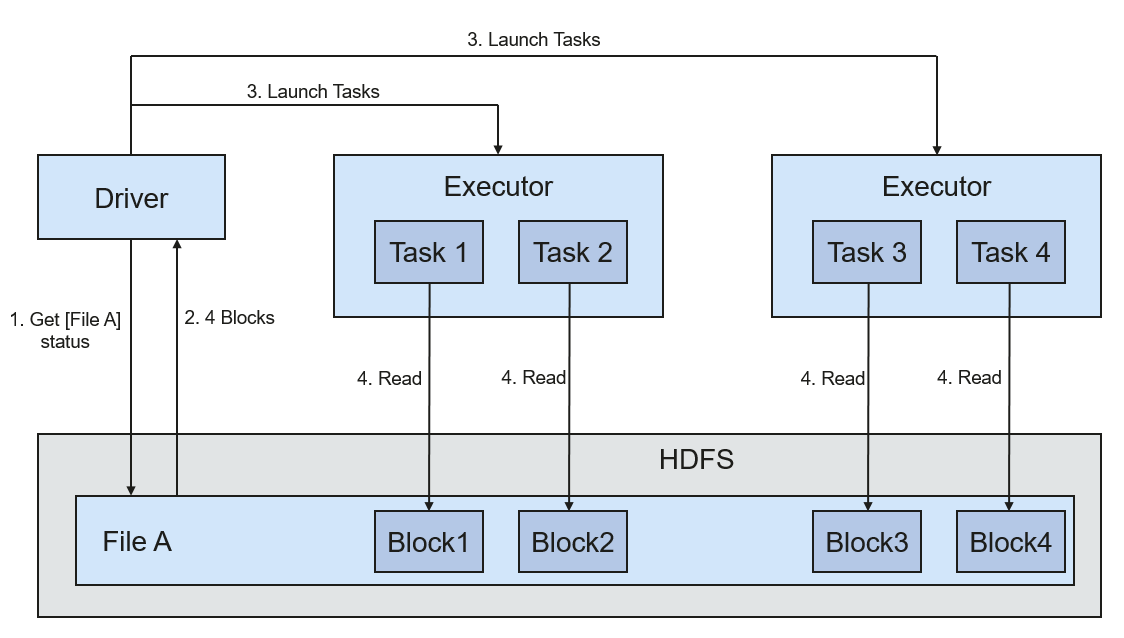 3. Launch Tasks
3. Launch Tasks
Driver
Executor
Task 1
Task 2
Executor
Task 3
Task 4
1. Get [File A]
status
2. 4 Blocks
4. Read
4. Read
4. Read
4. Read
HDFS
File A
Block1
Block2
Block3
Block4